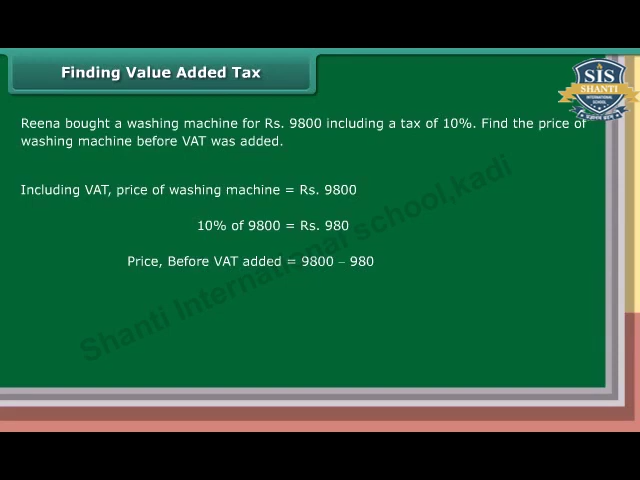 Finding Value Added Tax
SIS
SHANTI
INTERNATIONAL
SCHOOL
Reena bought a washing machine for Rs. 9800 including a tax of 10%. Find the price of
washing machine before VAT was added.
Including VAT, price of washing machine = Rs. 9800
10% of 9800 = Rs. 980
Price, Before VAT added = 9800 – 980
Shanti International school,kadi